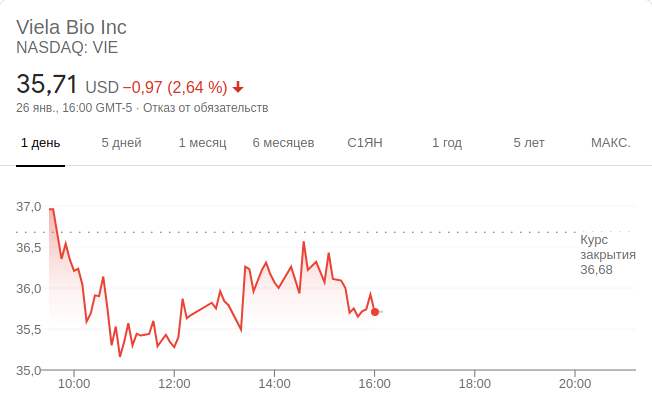 Viela Bio Inc
NASDAQ: VIE
35,71 USD −0,97 (2,64 %)
26 янв., 16:00 GMT-5 · Отказ от обязательств
1 день 5 дней 1 месяц 6 месяцев С1ЯН 1 год 5 лет МАКС.
37,0
36,5
36,0
35,5
35,0
Курс
закрытия
36,68
10:00 12:00 14:00 16:00 18:00 20:00